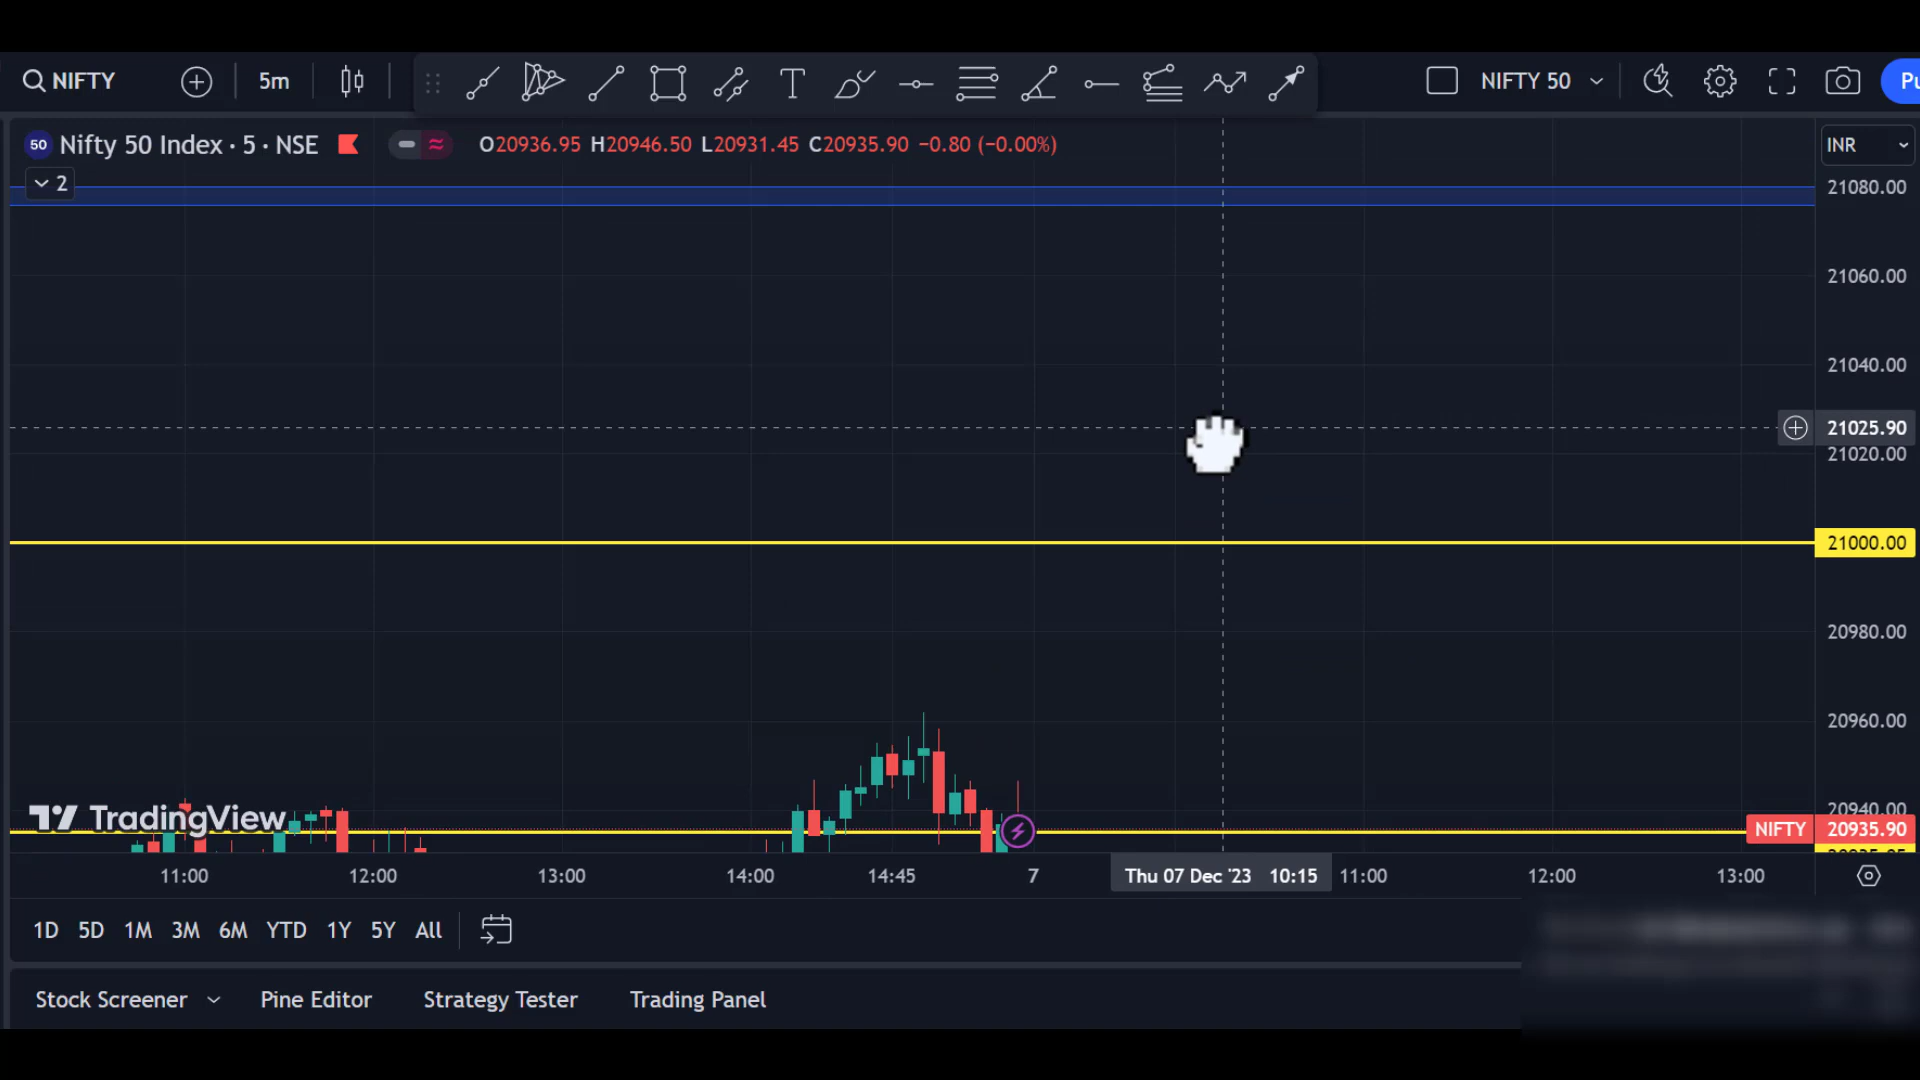 NIFTY 5m T NIFTY 50 Pu
50 Nifty 50 Index · 5 · NSE O20936.95 H20946.50 L20931.45 C20935.90 −0.80 (−0.00%) INR
2
21080.00
21060.00
21040.00
21025.90
21020.00
21000.00
20980.00
20960.00
20940.00
TradingView
NIFTY 20935.90
11:00 12:00 13:00 14:00 14:45 7 Thu 07 Dec '23 10:15 11:00 12:00 13:00
1D 5D 1M 3M 6M YTD 1Y 5Y All
Stock Screener Pine Editor Strategy Tester Trading Panel